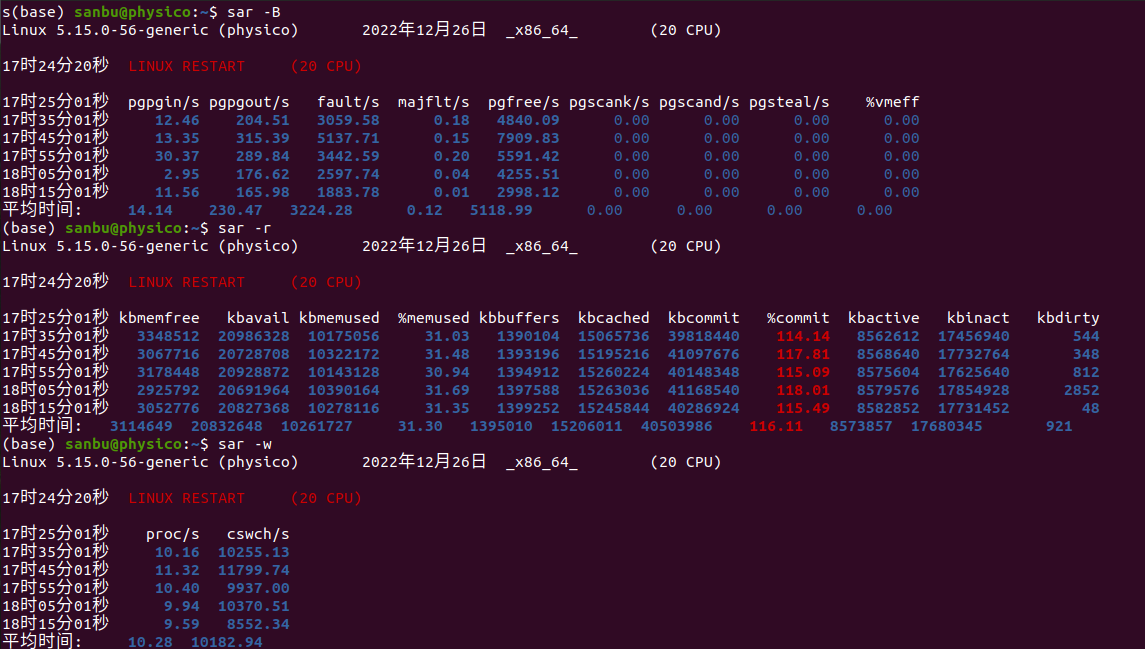 s(base) sanbu@physico:~$ sar -B
Linux 5.15.0-56-generic (physico) 2022年12月26日 _x86_64_ (20 CPU)
17时24分20秒 LINUX RESTART (20 CPU)
17时25分01秒 pgpgin/s pgpgout/s fault/s majflt/s pgfree/s pgscank/s pgscand/s pgsteal/s %vmeff
17时35分01秒 12.46 204.51 3059.58 0.18 4840.09 0.00 0.00 0.00 0.00
17时45分01秒 13.35 315.39 5137.71 0.15 7909.83 0.00 0.00 0.00 0.00
17时55分01秒 30.37 289.84 3442.59 0.20 5591.42 0.00 0.00 0.00 0.00
18时05分01秒 2.95 176.62 2597.74 0.04 4255.51 0.00 0.00 0.00 0.00
18时15分01秒 11.56 165.98 1883.78 0.01 2998.12 0.00 0.00 0.00 0.00
平均时间: 14.14 230.47 3224.28 0.12 5118.99 0.00 0.00 0.00 0.00
(base) sanbu@physico:~$ sar -r
Linux 5.15.0-56-generic (physico) 2022年12月26日 _x86_64_ (20 CPU)
17时24分20秒 LINUX RESTART (20 CPU)
17时25分01秒 kbmemfree kbavail kbmemused %memused kbbuffers kbcached kbcommit %commit kbactive kbinact kbdirty
17时35分01秒 3348512 20986328 10175056 31.03 1390104 15065736 39818440 114.14 8562612 17456940 544
17时45分01秒 3067716 20728708 10322172 31.48 1393196 15195216 41097676 117.81 8568640 17732764 348
17时55分01秒 3178448 20928872 10143128 30.94 1394912 15260224 40148348 115.09 8575604 17625640 812
18时05分01秒 2925792 20691964 10390164 31.69 1397588 15263036 41168540 118.01 8579576 17854928 2852
18时15分01秒 3052776 20827368 10278116 31.35 1399252 15245844 40286924 115.49 8582852 17731452 48
平均时间: 3114649 20832648 10261727 31.30 1395010 15206011 40503986 116.11 8573857 17680345 921
(base) sanbu@physico:~$ sar -w
Linux 5.15.0-56-generic (physico) 2022年12月26日 _x86_64_ (20 CPU)
17时24分20秒 LINUX RESTART (20 CPU)
17时25分01秒 proc/s cswch/s
17时35分01秒 10.16 10255.13
17时45分01秒 11.32 11799.74
17时55分01秒 10.40 9937.00
18时05分01秒 9.94 10370.51
18时15分01秒 9.59 8552.34
平均时间: 10.28 10182.94